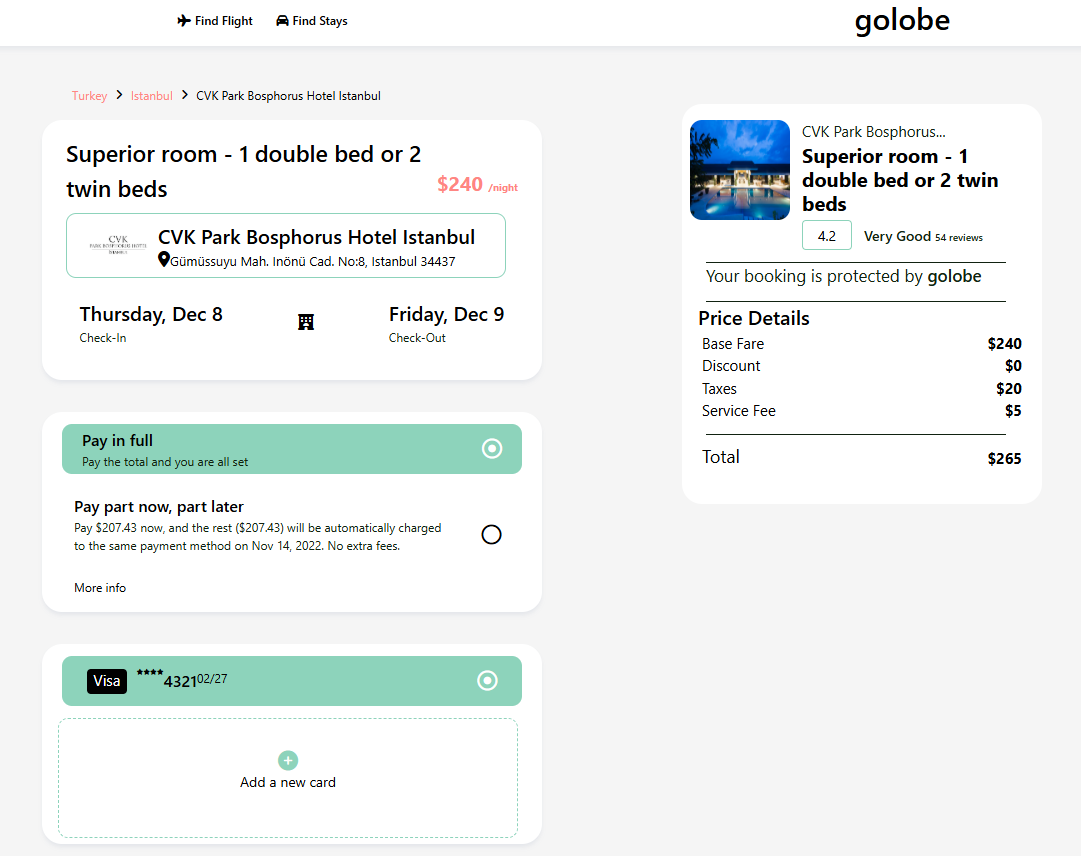 Find Flight Find Stays golobe
Turkey Istanbul CVK Park Bosphorus Hotel Istanbul
Superior room - 1 double bed or 2
twin beds
$240 /night
CVK
PARK BOSPHORUS HOTEL
ISTANBUL
CVK Park Bosphorus Hotel Istanbul
Gümüssuyu Mah. Inönü Cad. No:8, Istanbul 34437
Thursday, Dec 8
Check-In
Friday, Dec 9
Check-Out
Pay in full
Pay the total and you are all set
Pay part now, part later
Pay $207.43 now, and the rest ($207.43) will be automatically charged
to the same payment method on Nov 14, 2022. No extra fees.
More info
Visa ****4321 02/27
Add a new card
CVK Park Bosphorus...
Superior room - 1
double bed or 2 twin
beds
4.2 Very Good 54 reviews
Your booking is protected by golobe
Price Details
Base Fare $240
Discount $0
Taxes $20
Service Fee $5
Total $265